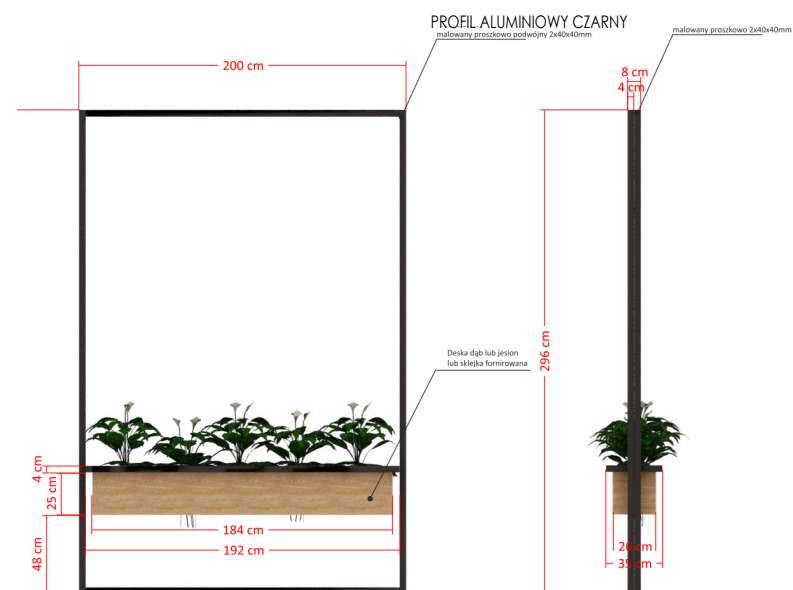 PROFIL ALUMINIOWY CZARNY
malowany proszkowo podwójny 2x40x40mm
malowany proszkowo 2x40x40mm
200 cm
8 cm
4 cm
296 cm
Deska dąb lub jesion
lub sklejka fornirowana
4 cm
25 cm
184 cm
192 cm
48 cm
26 cm
35 cm